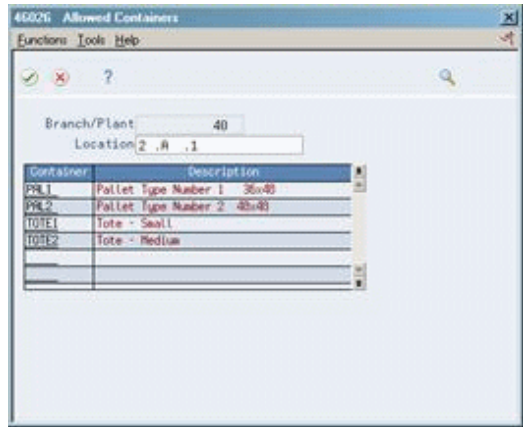 46026 Allowed Containers
Functions Tools Help
?
Branch/Plant 40
Location 2 .A .1
Container Description
PAL1 Pallet Type Number 1 36x48
PAL2 Pallet Type Number 2 48x48
TOTE1 Tote - Small
TOTE2 Tote - Medium